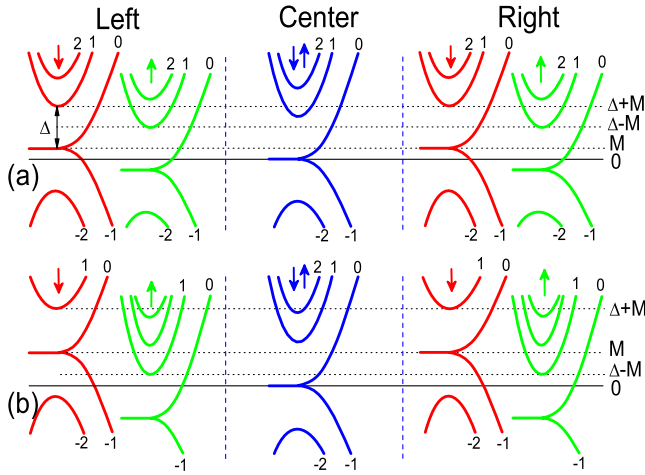 Left Center Right
2 1 0 2 1 0 2 1 0 2 1 0 2 1 0
Δ Δ+M
Δ-M
M
0
(a)
-2 -1 -2 -1 -2 -1 -2 -1 -2 -1
1 0 1 0 2 1 0 1 0 1 0
Δ+M
M
Δ-M
0
(b)
-2 -1 -1 -2 -1 -2 -1 -1